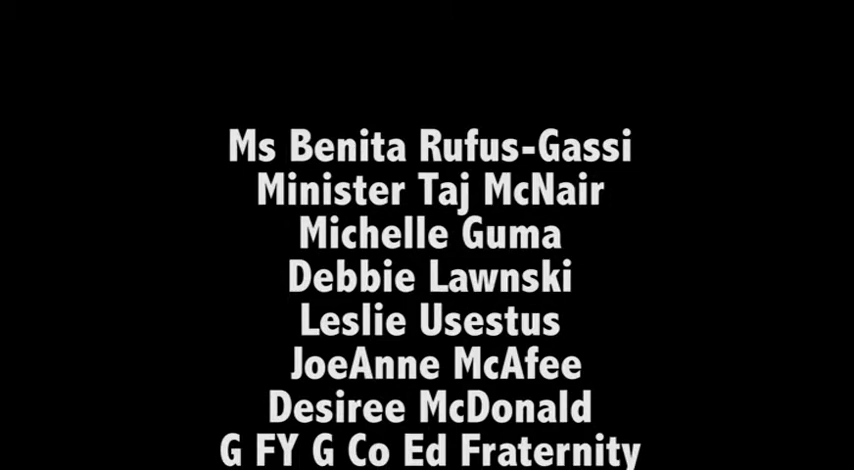 Ms Benita Rufus-Gassi
Minister Taj McNair
Michelle Guma
Debbie Lawnski
Leslie Usestus
JoeAnne McAfee
Desiree McDonald
G FY G Co Ed Fraternity